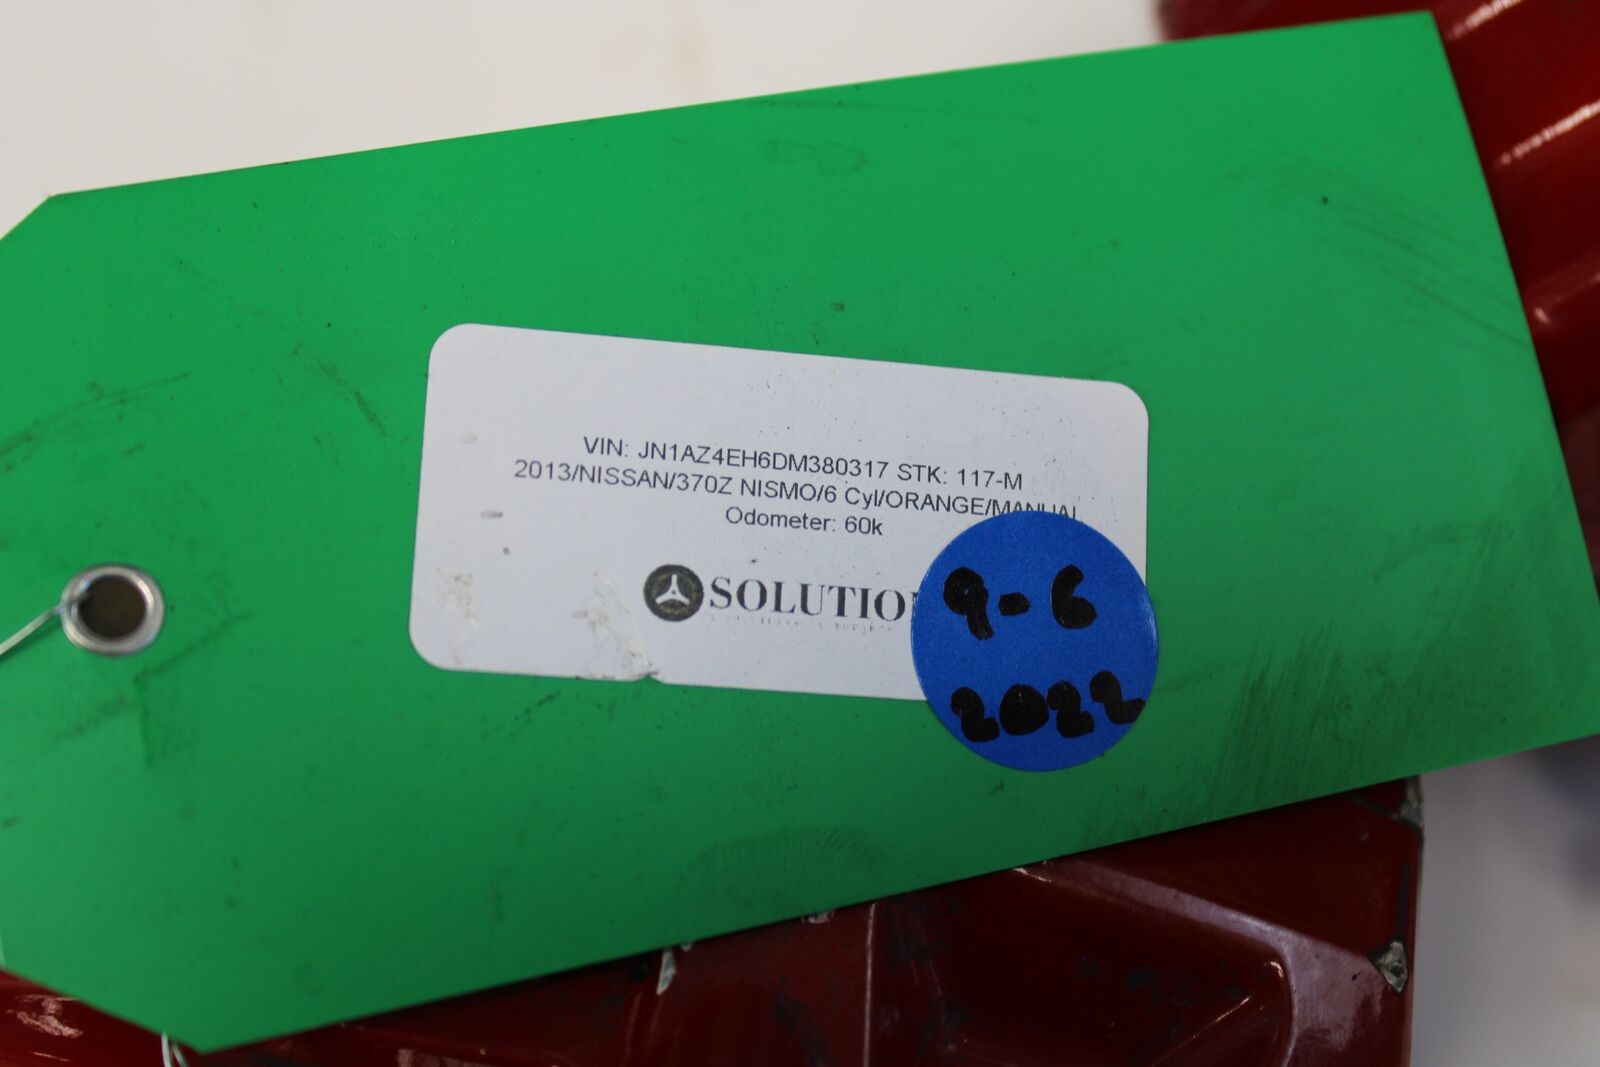 VIN: JN1AZ4EH6DM380317 STK: 117-M
2013/NISSAN/370Z NISMO/6 Cyl/ORANGE/MANUAL
Odometer: 60k
SOLUTIO
9-6
2022